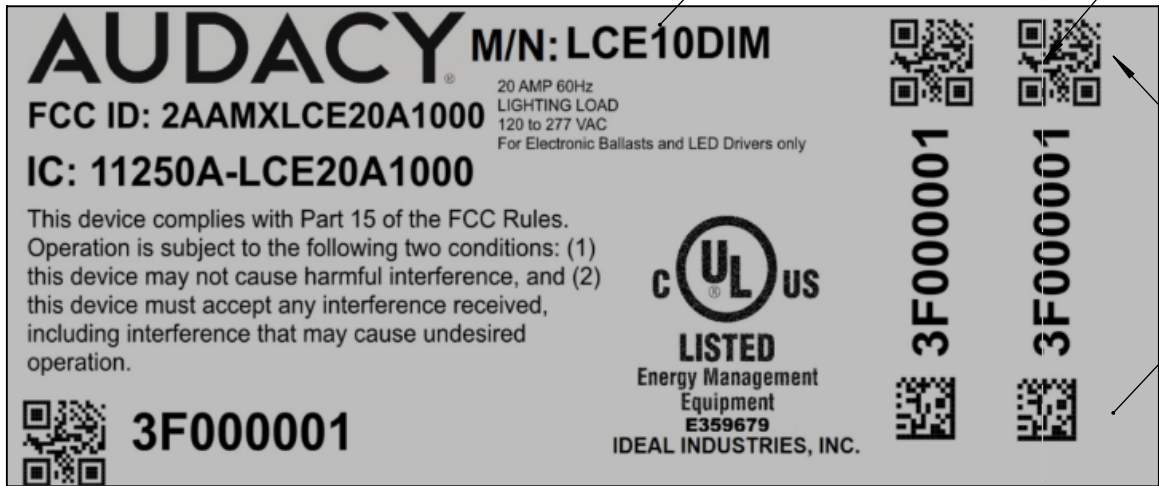 AUDACY®
M/N: LCE10DIM
20 AMP 60Hz
LIGHTING LOAD
120 to 277 VAC
For Electronic Ballasts and LED Drivers only
FCC ID: 2AAMXLCE20A1000
IC: 11250A-LCE20A1000
This device complies with Part 15 of the FCC Rules.
Operation is subject to the following two conditions: (1)
this device may not cause harmful interference, and (2)
this device must accept any interference received,
including interference that may cause undesired
operation.
3F000001
C UL® US
LISTED
Energy Management
Equipment
E359679
IDEAL INDUSTRIES, INC.
3F000001
3F000001